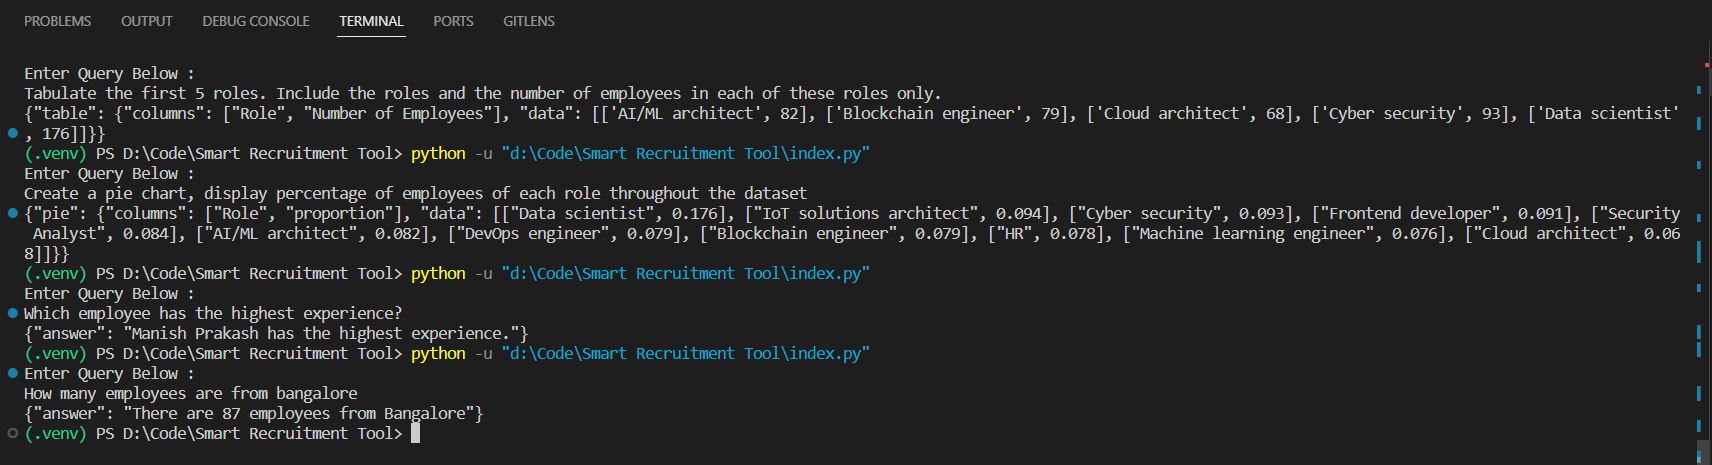 PROBLEMS OUTPUT DEBUG CONSOLE TERMINAL PORTS GITLENS
Enter Query Below :
Tabulate the first 5 roles. Include the roles and the number of employees in each of these roles only.
{"table": {"columns": ["Role", "Number of Employees"], "data": [['AI/ML architect', 82], ['Blockchain engineer', 79], ['Cloud architect', 68], ['Cyber security', 93], ['Data scientist'
, 176]]}}
(.venv) PS D:\Code\Smart Recruitment Tool> python -u "d:\Code\Smart Recruitment Tool\index.py"
Enter Query Below :
Create a pie chart, display percentage of employees of each role throughout the dataset
{"pie": {"columns": ["Role", "proportion"], "data": [["Data scientist", 0.176], ["IoT solutions architect", 0.094], ["Cyber security", 0.093], ["Frontend developer", 0.091], ["Security
 Analyst", 0.084], ["AI/ML architect", 0.082], ["DevOps engineer", 0.079], ["Blockchain engineer", 0.079], ["HR", 0.078], ["Machine learning engineer", 0.076], ["Cloud architect", 0.06
8]]}}
(.venv) PS D:\Code\Smart Recruitment Tool> python -u "d:\Code\Smart Recruitment Tool\index.py"
Enter Query Below :
Which employee has the highest experience?
{"answer": "Manish Prakash has the highest experience."}
(.venv) PS D:\Code\Smart Recruitment Tool> python -u "d:\Code\Smart Recruitment Tool\index.py"
Enter Query Below :
How many employees are from bangalore
{"answer": "There are 87 employees from Bangalore"}
(.venv) PS D:\Code\Smart Recruitment Tool>